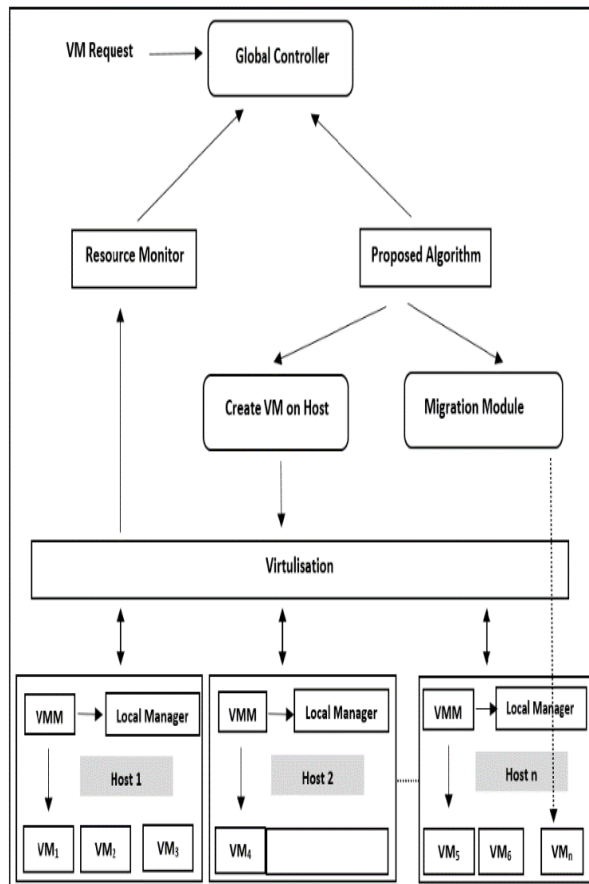 VM Request
Global Controller
Resource Monitor
Proposed Algorithm
Create VM on Host
Migration Module
Virtulisation
VMM
Local Manager
Host 1
VM₁
VM₂
VM₃
VMM
Local Manager
Host 2
VM₄
VMM
Local Manager
Host n
VM₅
VM₆
VMₙ